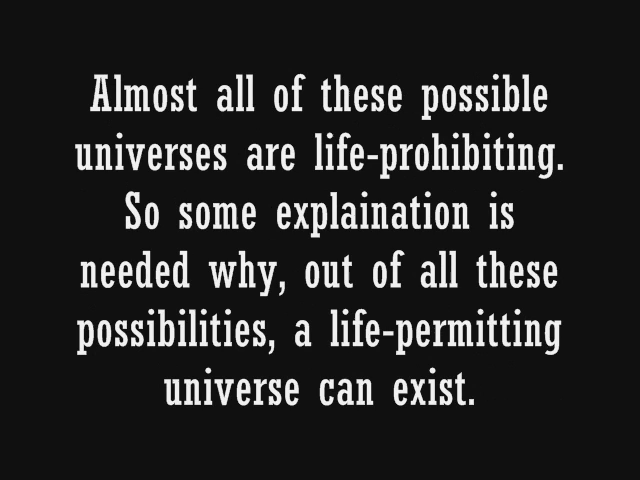 Almost all of these possible
universes are life-prohibiting.
So some explaination is
needed why, out of all these
possibilities, a life-permitting
universe can exist.